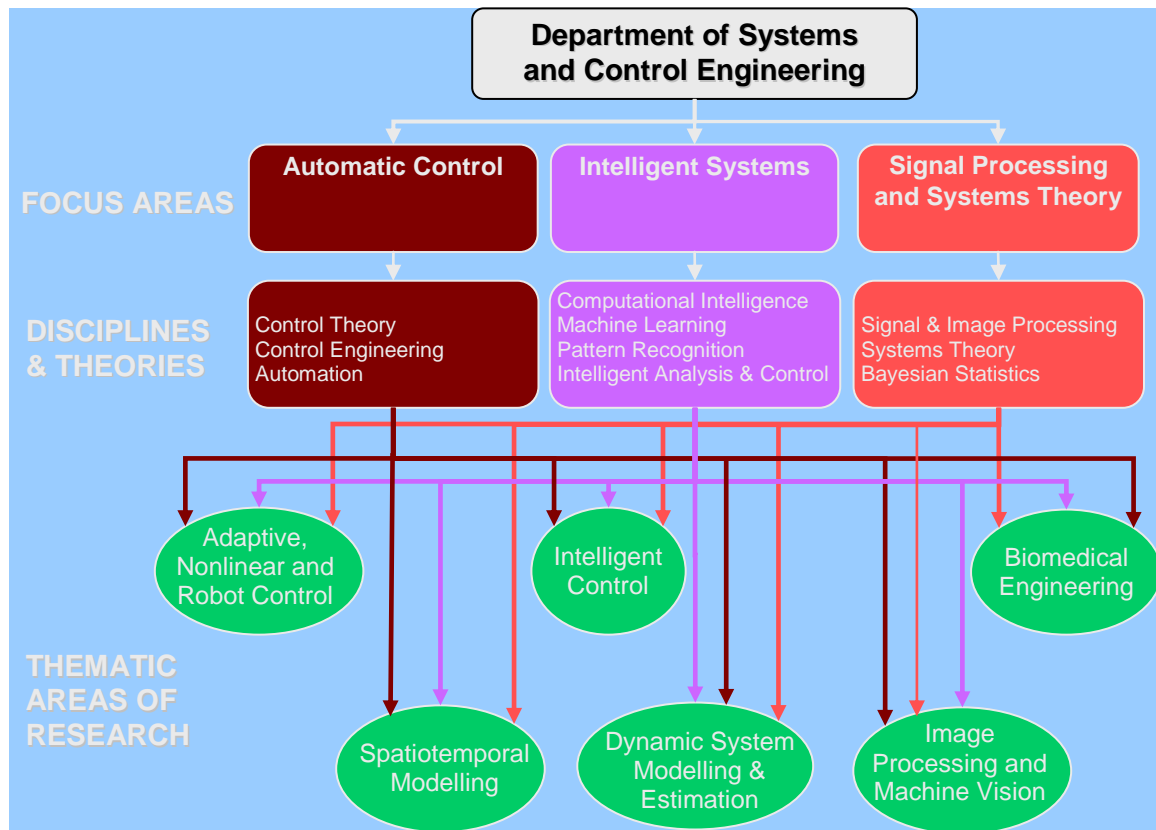 Department of Systems
and Control Engineering
FOCUS AREAS
Automatic Control
Intelligent Systems
Signal Processing
and Systems Theory
DISCIPLINES
& THEORIES
Control Theory
Control Engineering
Automation
Computational Intelligence
Machine Learning
Pattern Recognition
Intelligent Analysis & Control
Signal & Image Processing
Systems Theory
Bayesian Statistics
THEMATIC
AREAS OF
RESEARCH
Adaptive,
Nonlinear and
Robot Control
Intelligent
Control
Biomedical
Engineering
Spatiotemporal
Modelling
Dynamic System
Modelling &
Estimation
Image
Processing and
Machine Vision